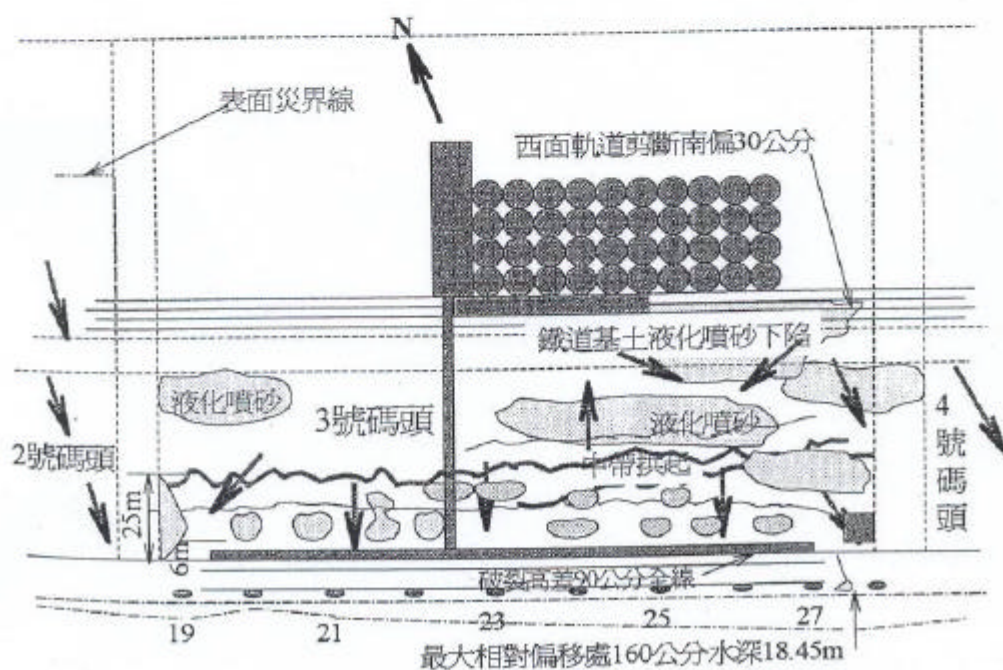 N
表面災界線
西面軌道剪斷南偏30公分
鐵道基土液化噴砂下陷
液化噴砂
3號碼頭
液化噴砂
4號碼頭
2號碼頭
中帶拱起
25m
6m
破裂高差90公分全線
19 21 23 25 27
最大相對偏移處160公分水深18.45m